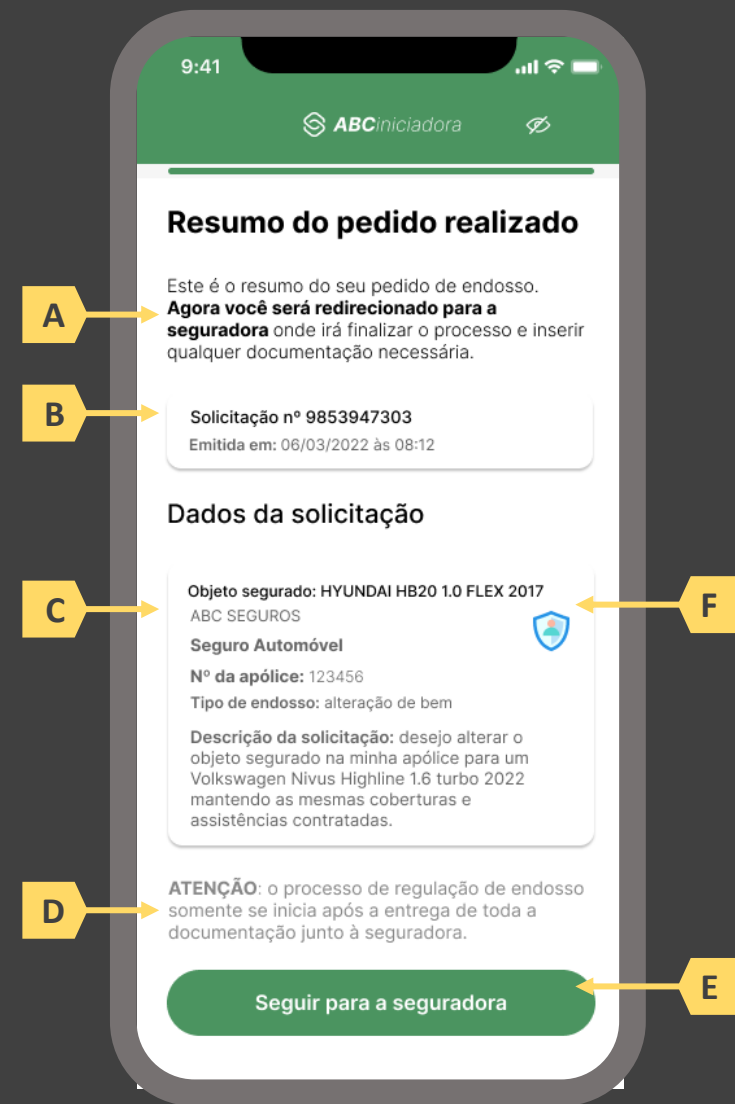 9:41
ABCiniciadora
Resumo do pedido realizado
Este é o resumo do seu pedido de endosso.
A
Agora você será redirecionado para a
seguradora onde irá finalizar o processo e inserir
qualquer documentação necessária.
B
Solicitação nº 9853947303
Emitida em: 06/03/2022 às 08:12
Dados da solicitação
C
Objeto segurado: HYUNDAI HB20 1.0 FLEX 2017
F
ABC SEGUROS
Seguro Automóvel
Nº da apólice: 123456
Tipo de endosso: alteração de bem
Descrição da solicitação: desejo alterar o
objeto segurado na minha apólice para um
Volkswagen Nivus Highline 1.6 turbo 2022
mantendo as mesmas coberturas e
assistências contratadas.
D
ATENÇÃO: o processo de regulação de endosso
somente se inicia após a entrega de toda a
documentação junto à seguradora.
E
Seguir para a seguradora